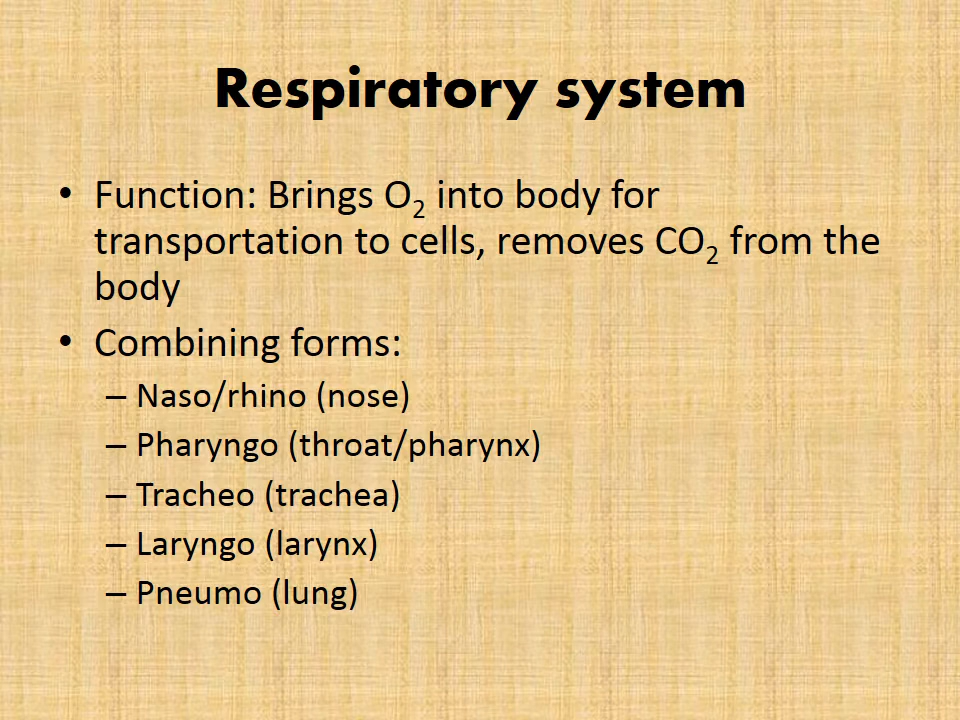 Respiratory system
• Function: Brings O₂ into body for
transportation to cells, removes CO₂ from the
body
• Combining forms:
– Naso/rhino (nose)
– Pharyngo (throat/pharynx)
– Tracheo (trachea)
– Laryngo (larynx)
– Pneumo (lung)